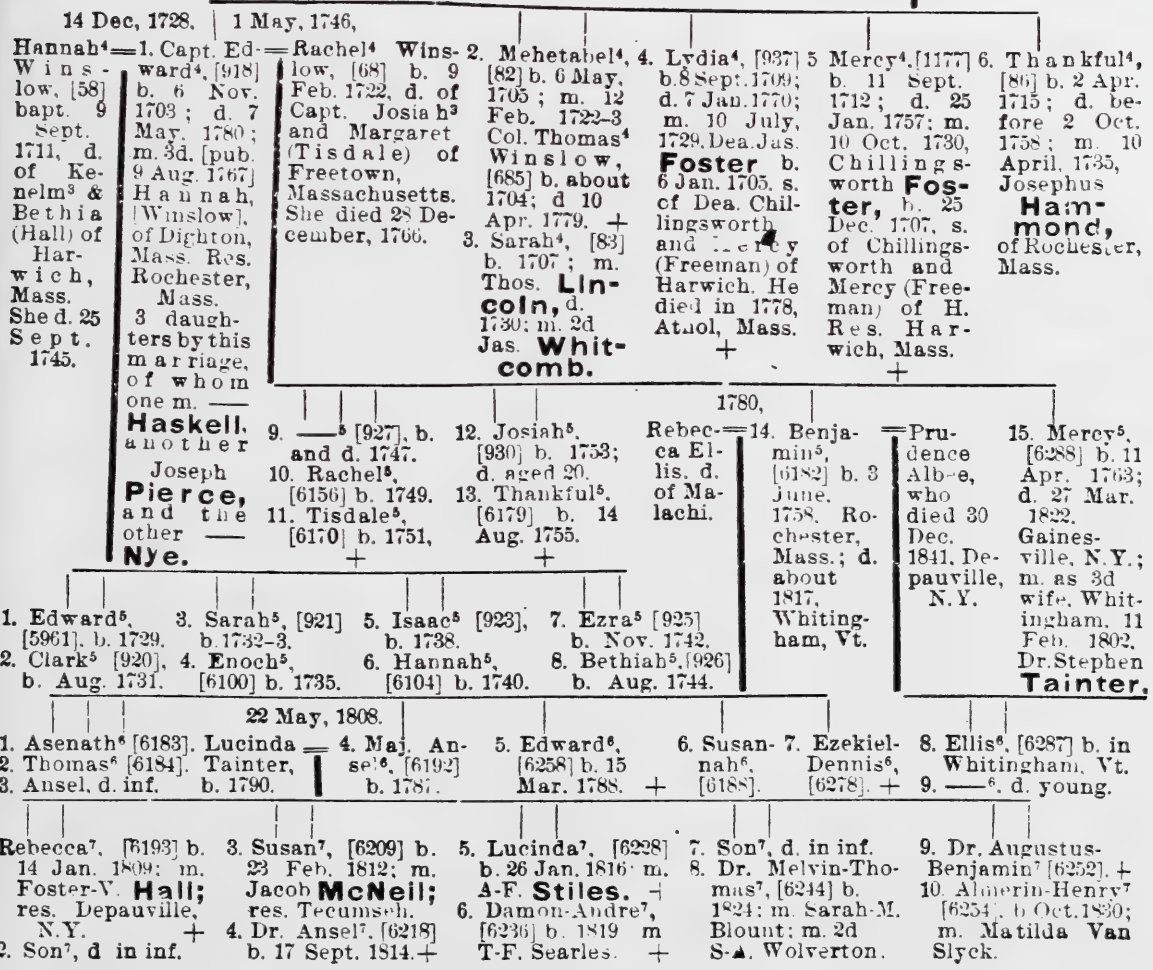 14 Dec, 1728. 1 May, 1746,
Hannah⁴=1. Capt. Ed-
Wins-
low, [58]
bapt. 9
Sept.
1711, d.
of Ke-
nelm³ &
Bethia
(Hall) of
Har-
wich,
Mass.
She d. 25
Sept.
1745.
ward⁴, [918]
b. 6 Nov.
1703; d. 7
May, 1780;
m. 3d. [pub.
9 Aug. 1767]
Hannah,
[Winslow],
of Dighton,
Mass. Res.
Rochester,
Mass.
3 daugh-
ters by this
marriage,
of whom
one m. —
Haskell,
another
Joseph
Pierce,
and the
other —
Nye.
=Rachel⁴ Wins-
low, [68] b. 9
Feb. 1722, d. of
Capt. Josiah³
and Margaret
(Tisdale) of
Freetown,
Massachusetts.
She died 28 De-
cember, 1766.
2. Mehetabel⁴,
[82] b. 6 May,
1705; m. 12
Feb. 1722-3
Col. Thomas⁴
Winslow,
[685] b. about
1704; d 10
Apr. 1779. +
3. Sarah⁴, [83]
b. 1707; m.
Thos. Lin-
coln, d.
1730; m. 2d
Jas. Whit-
comb.
4. Lydia⁴, [937]
b. 8 Sept. 1709;
d. 7 Jan. 1770;
m. 10 July,
1729, Dea. Jas.
Foster b.
6 Jan. 1705. s.
of Dea. Chil-
lingsworth
and
(Freeman) of
Harwich. He
died in 1778,
Athol, Mass.
+
5 Mercy⁴, [1177]
b. 11 Sept.
1712; d. 25
Jan. 1757; m.
10 Oct. 1730,
Chillings-
worth Fos-
ter, b. 25
Dec. 1707, s.
of Chillings-
worth and
Mercy (Free-
man) of H.
Res. Har-
wich, Mass.
+
6. Thankful⁴,
[86] b. 2 Apr.
1715; d. be-
fore 2 Oct.
1758; m. 10
April, 1735,
Josephus
Ham-
mond,
of Rochester,
Mass.
9. —⁵ [927], b.
and d. 1747.
10. Rachel⁵,
[6156] b. 1749.
11. Tisdale⁵,
[6170] b. 1751,
+
12. Josiah⁵,
[930] b. 1753;
d. aged 20.
13. Thankful⁵.
[6179] b. 14
Aug. 1755.
+
1780,
Rebec-
ca El-
lis. d.
of Ma-
lachi.
=14. Benja-
min⁵,
[6182] b. 3
June.
1758. Ro-
chester,
Mass.; d.
about
1817,
Whiting-
ham, Vt.
=Pru-
dence
Albee,
who
died 30
Dec.
1841, De-
pauville,
N.Y.
15. Mercy⁵,
[6288] b. 11
Apr. 1763;
d. 27 Mar.
1822.
Gaines-
ville, N.Y.;
m. as 3d
wife, Whit-
ingham, 11
Feb. 1802,
Dr. Stephen
Tainter.
1. Edward⁵,
[5961], b. 1729.
2. Clark⁵ [920],
b. Aug. 1731.
3. Sarah⁵, [921]
b. 1732-3.
4. Enoch⁵,
[6100] b. 1735.
5. Isaac⁵ [923],
b. 1738.
6. Hannah⁵,
[6104] b. 1740.
7. Ezra⁵ [925]
b. Nov. 1742.
8. Bethiah⁵, [926]
b. Aug. 1744.
22 May, 1808.
1. Asenath⁶ [6183].
2. Thomas⁶ [6184].
3. Ansel, d. inf.
Lucinda
Tainter,
b. 1790.
= 4. Maj. An-
sel⁶, [6192]
b. 1787.
5. Edward⁶,
[6258] b. 15
Mar. 1788. +
6. Susan-
nah⁶,
[6188].
7. Ezekiel-
Dennis⁶,
[6278]. +
8. Ellis⁶, [6287] b. in
Whitingham, Vt.
9. —⁶. d. young.
Rebecca⁷, [6193] b.
14 Jan. 1809; m.
Foster-V. Hall;
res. Depauville,
N.Y. +
2. Son⁷, d in inf.
3. Susan⁷, [6209] b.
23 Feb. 1812; m.
Jacob McNeil;
res. Tecumseh.
4. Dr. Ansel⁷, [6218]
b. 17 Sept. 1814. +
5. Lucinda⁷, [6228]
b. 26 Jan. 1816; m.
A-F. Stiles. +
6. Damon-Andre⁷,
[6236] b. 1819 m
T-F. Searles. +
7. Son⁷, d. in inf.
8. Dr. Melvin-Tho-
mas⁷, [6244] b.
1824; m. Sarah-M.
Blount; m. 2d
Wolverton.
9. Dr. Augustus-
Benjamin⁷ [6252]. +
10. Almerin-Henry⁷
[6254]. b Oct. 1830;
m. Matilda Van
Slyck.